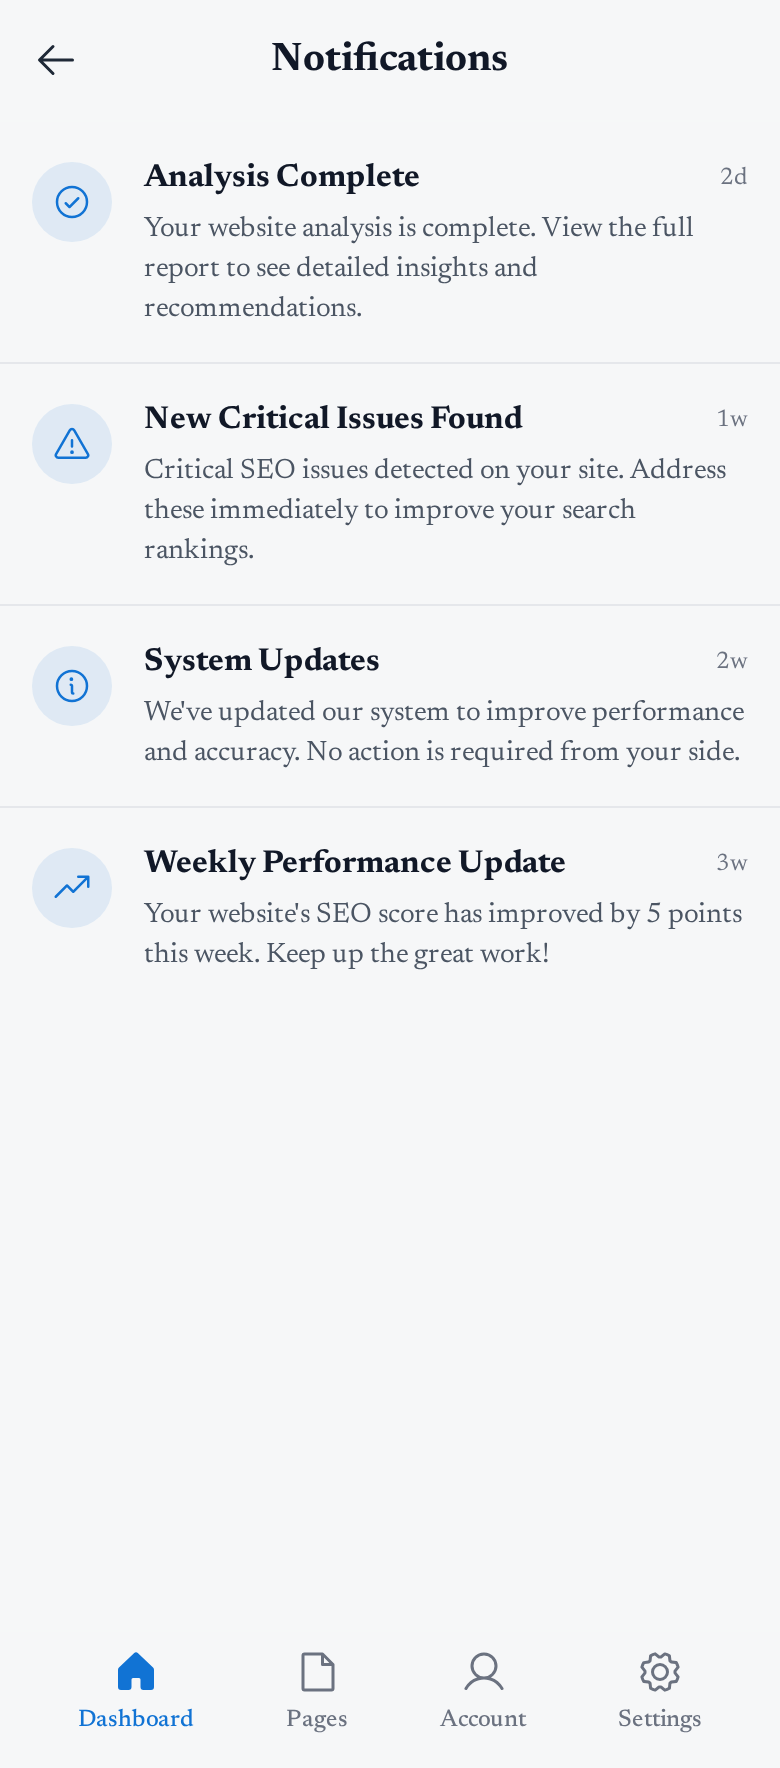 Notifications
Analysis Complete
2d
Your website analysis is complete. View the full
report to see detailed insights and
recommendations.
New Critical Issues Found
1w
Critical SEO issues detected on your site. Address
these immediately to improve your search
rankings.
System Updates
2w
We've updated our system to improve performance
and accuracy. No action is required from your side.
Weekly Performance Update
3w
Your website's SEO score has improved by 5 points
this week. Keep up the great work!
Dashboard
Pages
Account
Settings